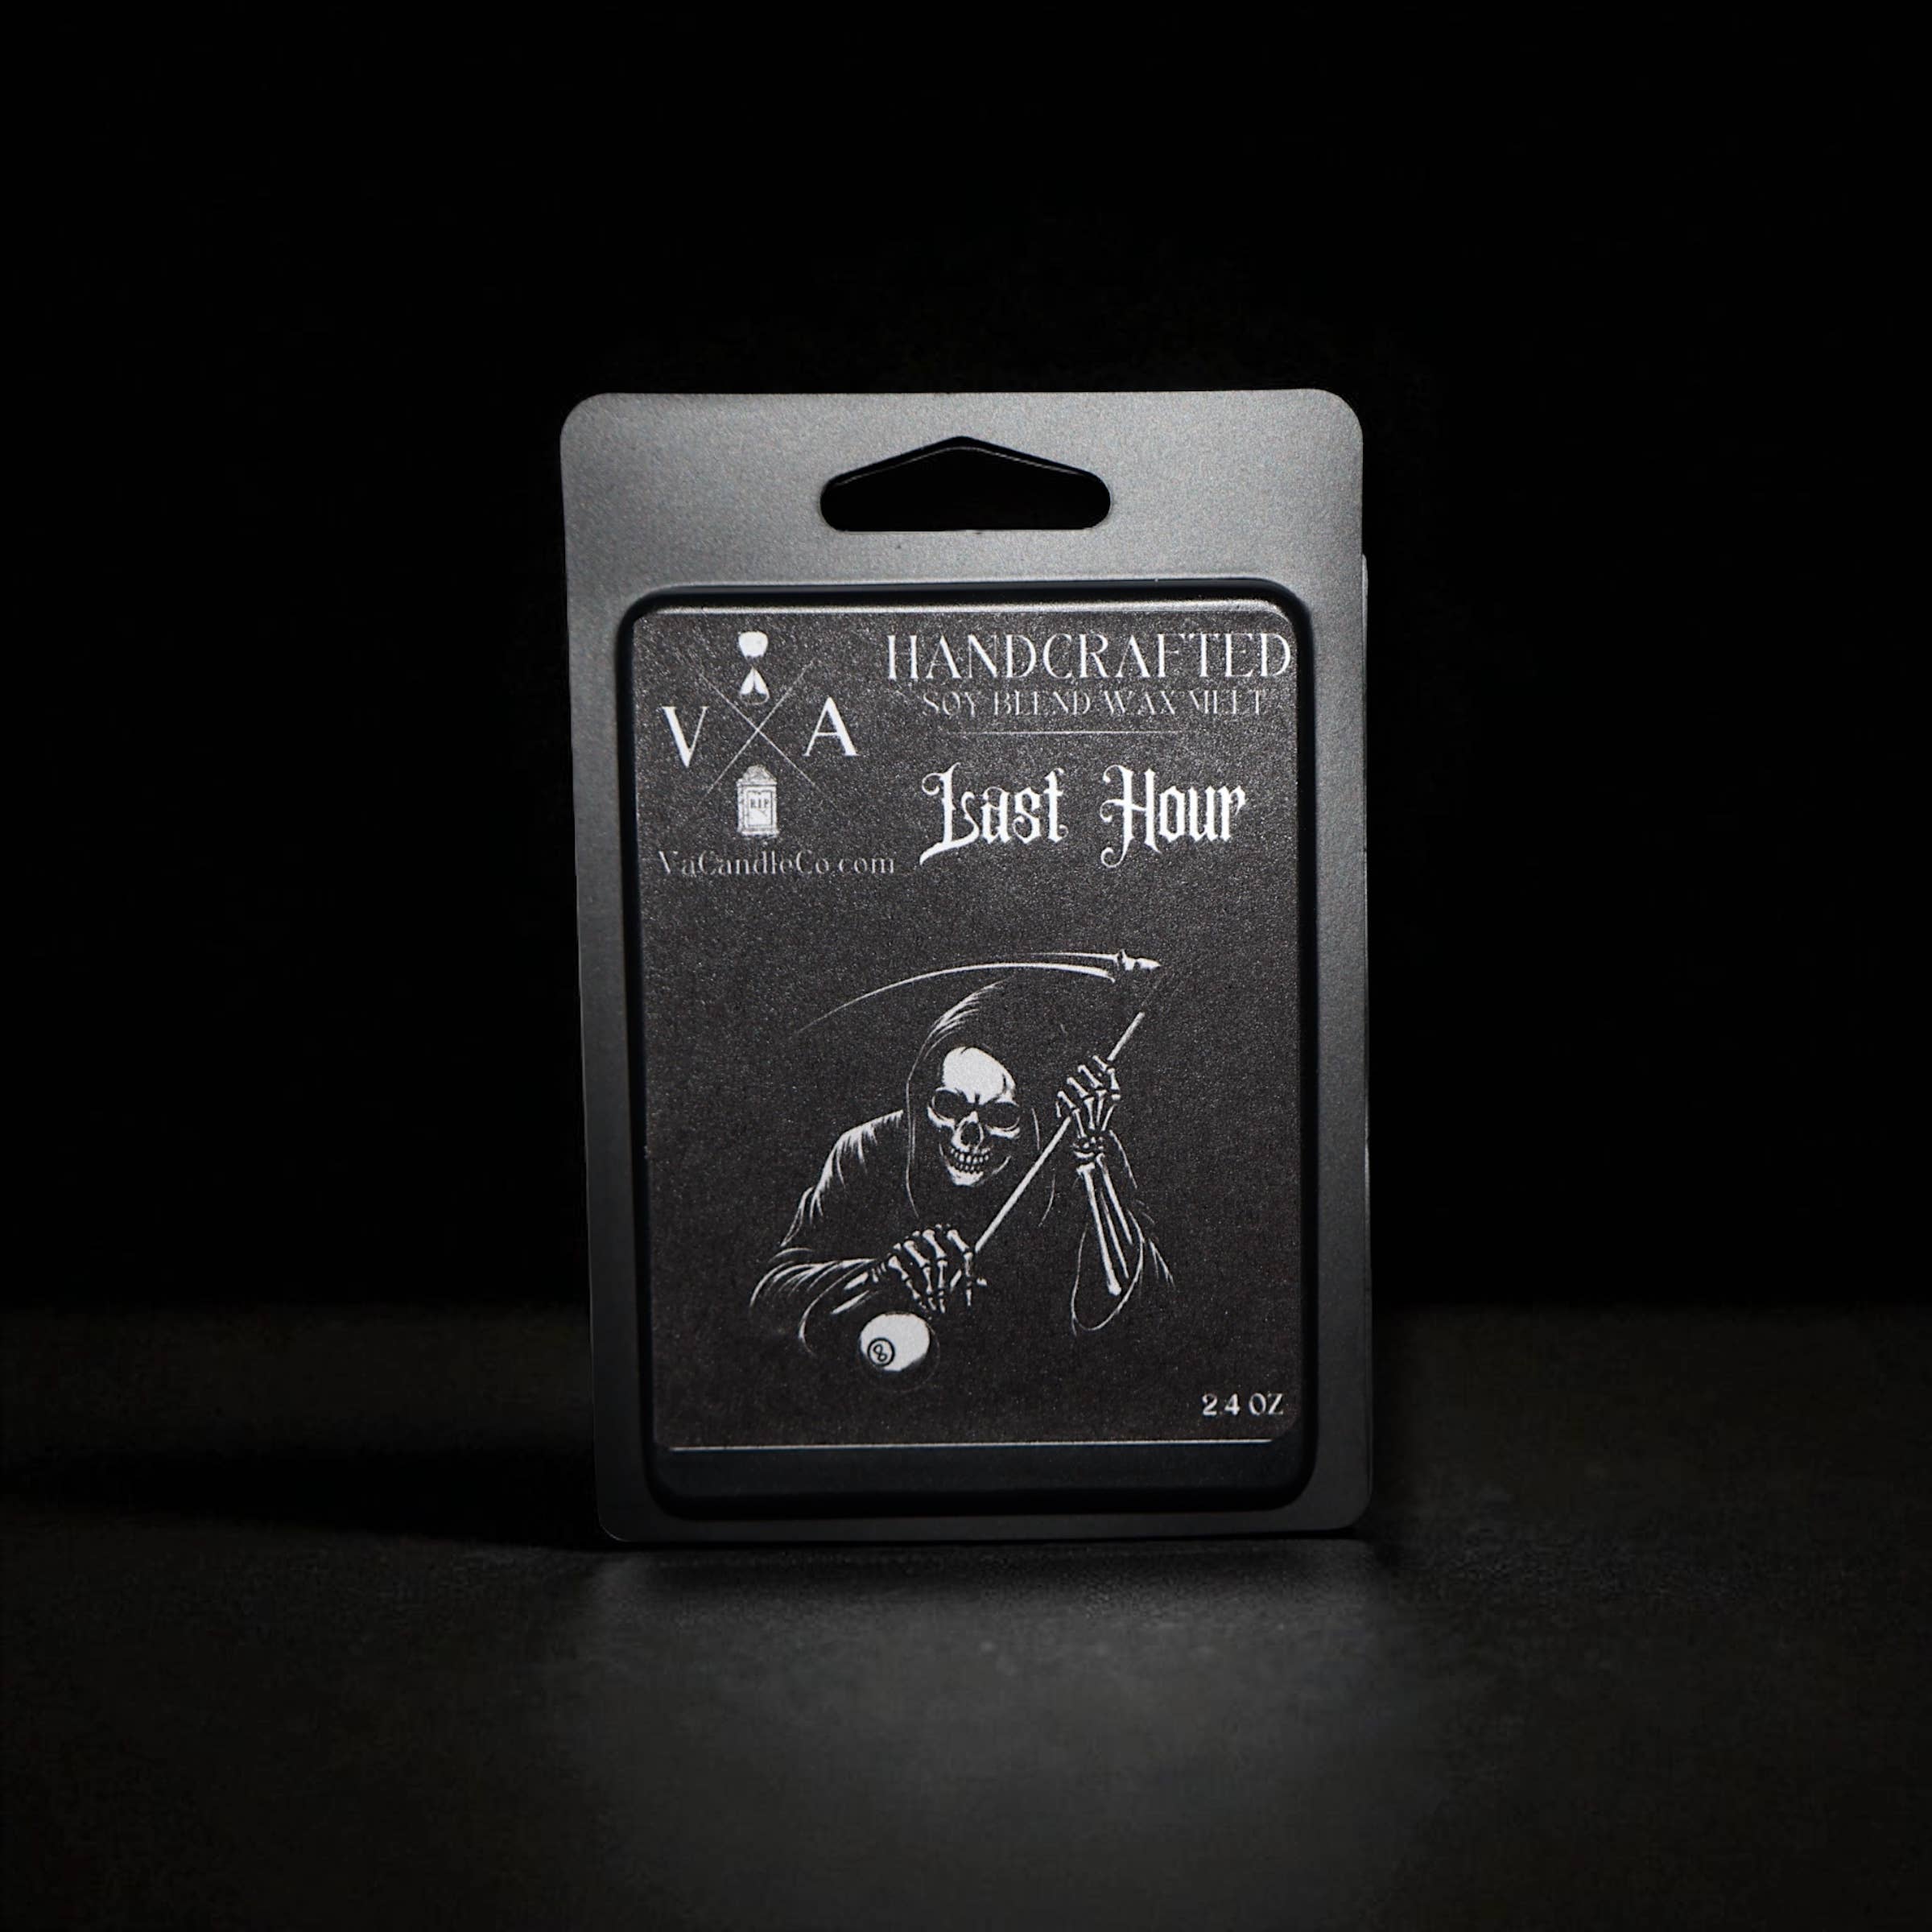 HANDCRAFTED
SOY BLEND WAX MELT
V A
R.I.P
VaCandleCo.com
Last Hour
8
2.4 OZ